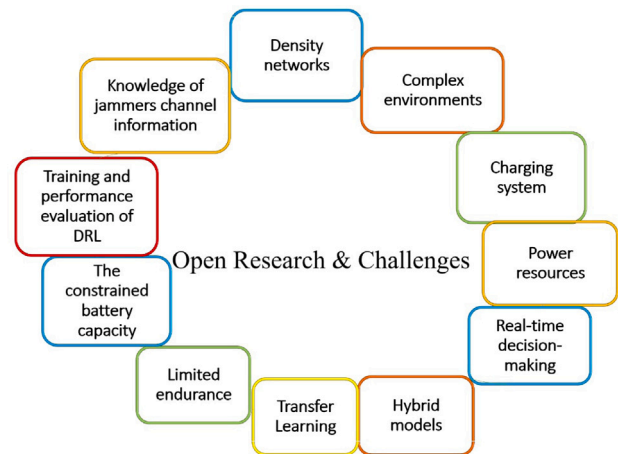 Density
networks
Complex
environments
Charging
system
Power
resources
Real-time
decision-
making
Hybrid
models
Transfer
Learning
Limited
endurance
The
constrained
battery
capacity
Training and
performance
evaluation of
DRL
Knowledge of
jammers channel
information
Open Research & Challenges